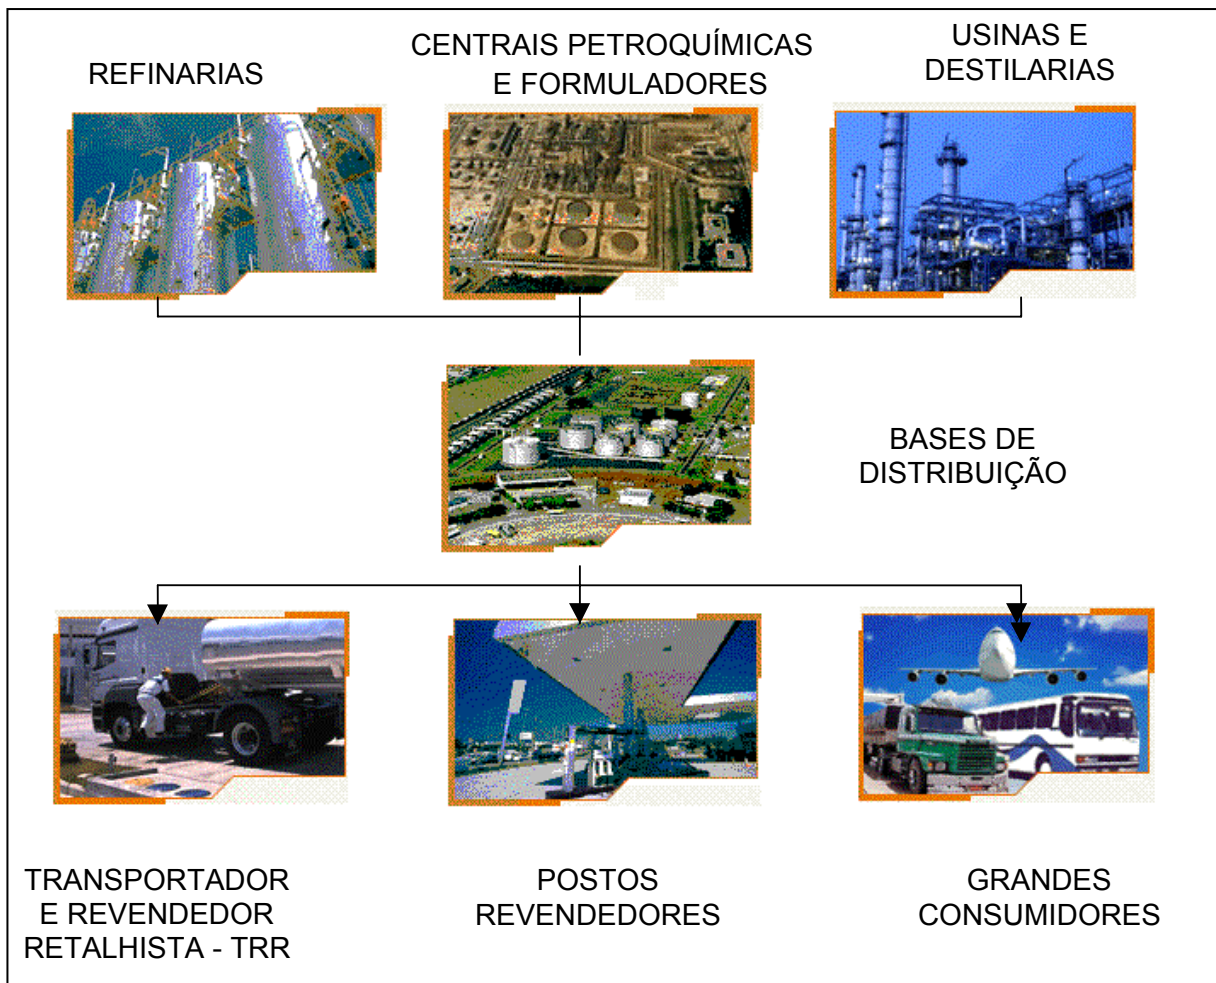 REFINARIAS
CENTRAIS PETROQUÍMICAS
E FORMULADORES
USINAS E
DESTILARIAS
BASES DE
DISTRIBUIÇÃO
TRANSPORTADOR
E REVENDEDOR
RETALHISTA - TRR
POSTOS
REVENDEDORES
GRANDES
CONSUMIDORES